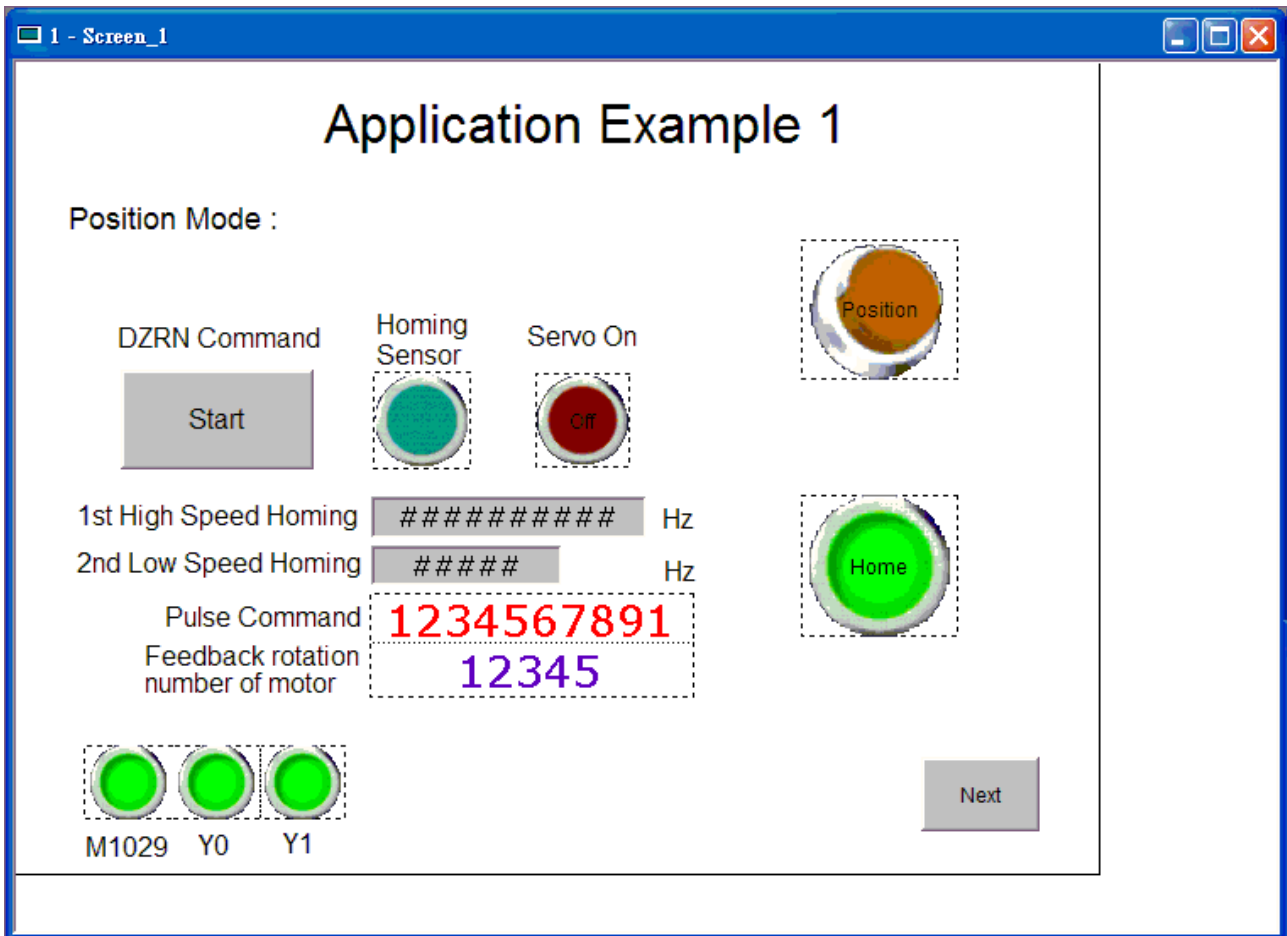 1 - Screen_1
Application Example 1
Position Mode :
Position
DZRN Command
Homing
Sensor
Servo On
Start
Off
1st High Speed Homing
##########
Hz
2nd Low Speed Homing
#####
Hz
Home
Pulse Command
1234567891
Feedback rotation
number of motor
12345
M1029
Y0
Y1
Next